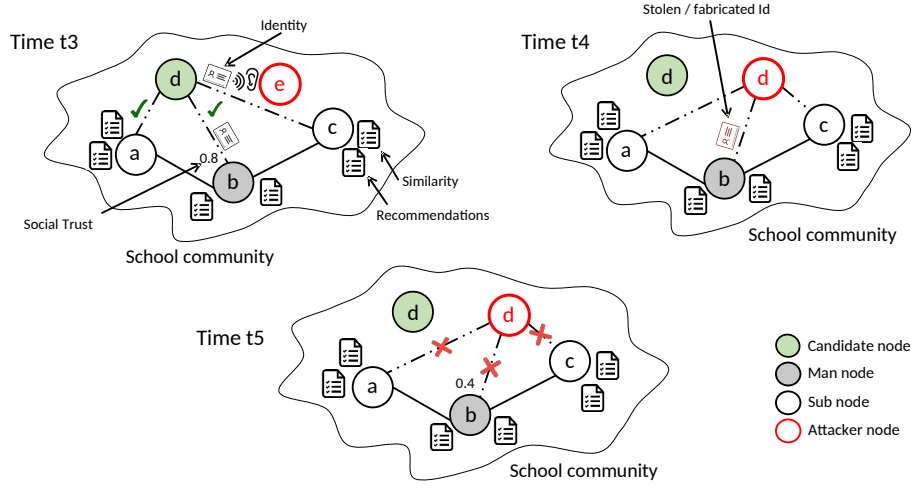 Time t3
Identity
d
e
a
c
0.8
b
Similarity
Recommendations
Social Trust
School community
Stolen / fabricated Id
Time t4
d
d
a
c
b
School community
Time t5
d
d
a
c
0.4
b
School community
Candidate node
Man node
Sub node
Attacker node